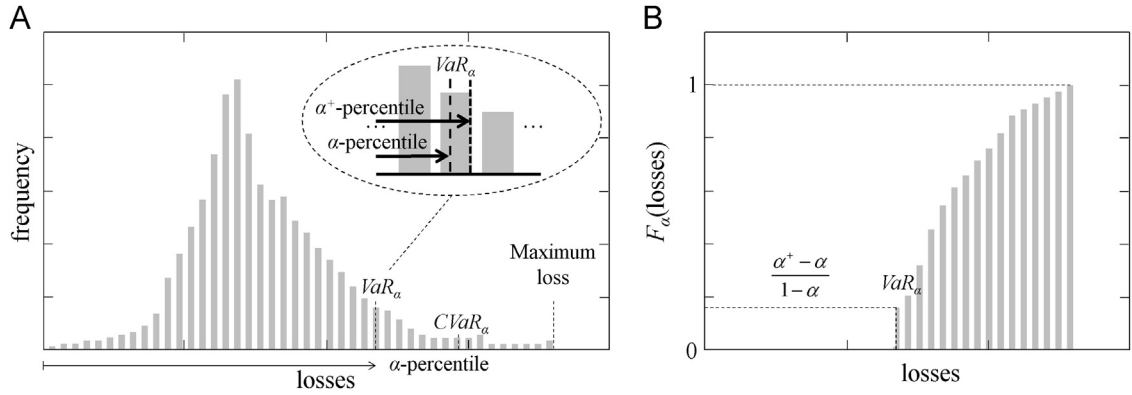 A
B
VaRα
α⁺-percentile
... ...
α-percentile
frequency
Maximum
loss
VaRα
CVaRα
α-percentile
losses
1
Fα(losses)
α⁺ − α
1 − α
VaRα
0
losses